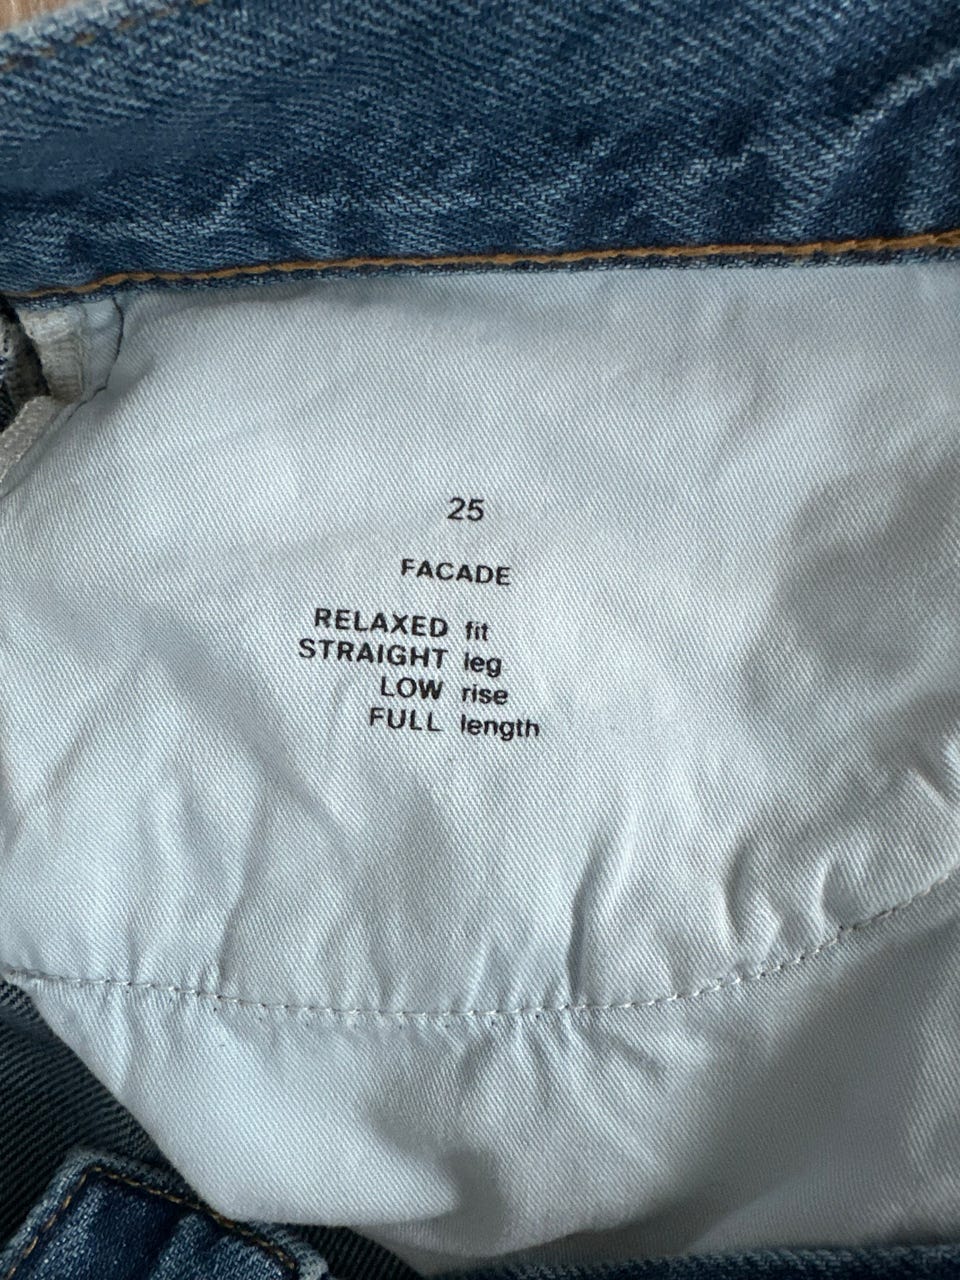 25
FACADE
RELAXED fit
STRAIGHT leg
LOW rise
FULL length